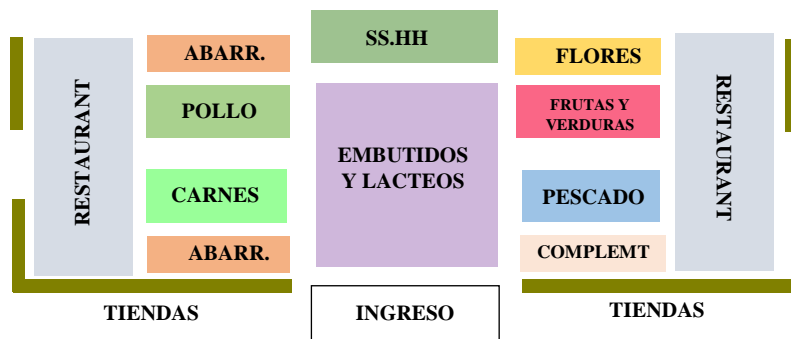 SS.HH
ABARR.
FLORES
RESTAURANT
POLLO
FRUTAS Y
VERDURAS
RESTAURANT
EMBUTIDOS
Y LACTEOS
CARNES
PESCADO
ABARR.
COMPLEMT
TIENDAS
INGRESO
TIENDAS